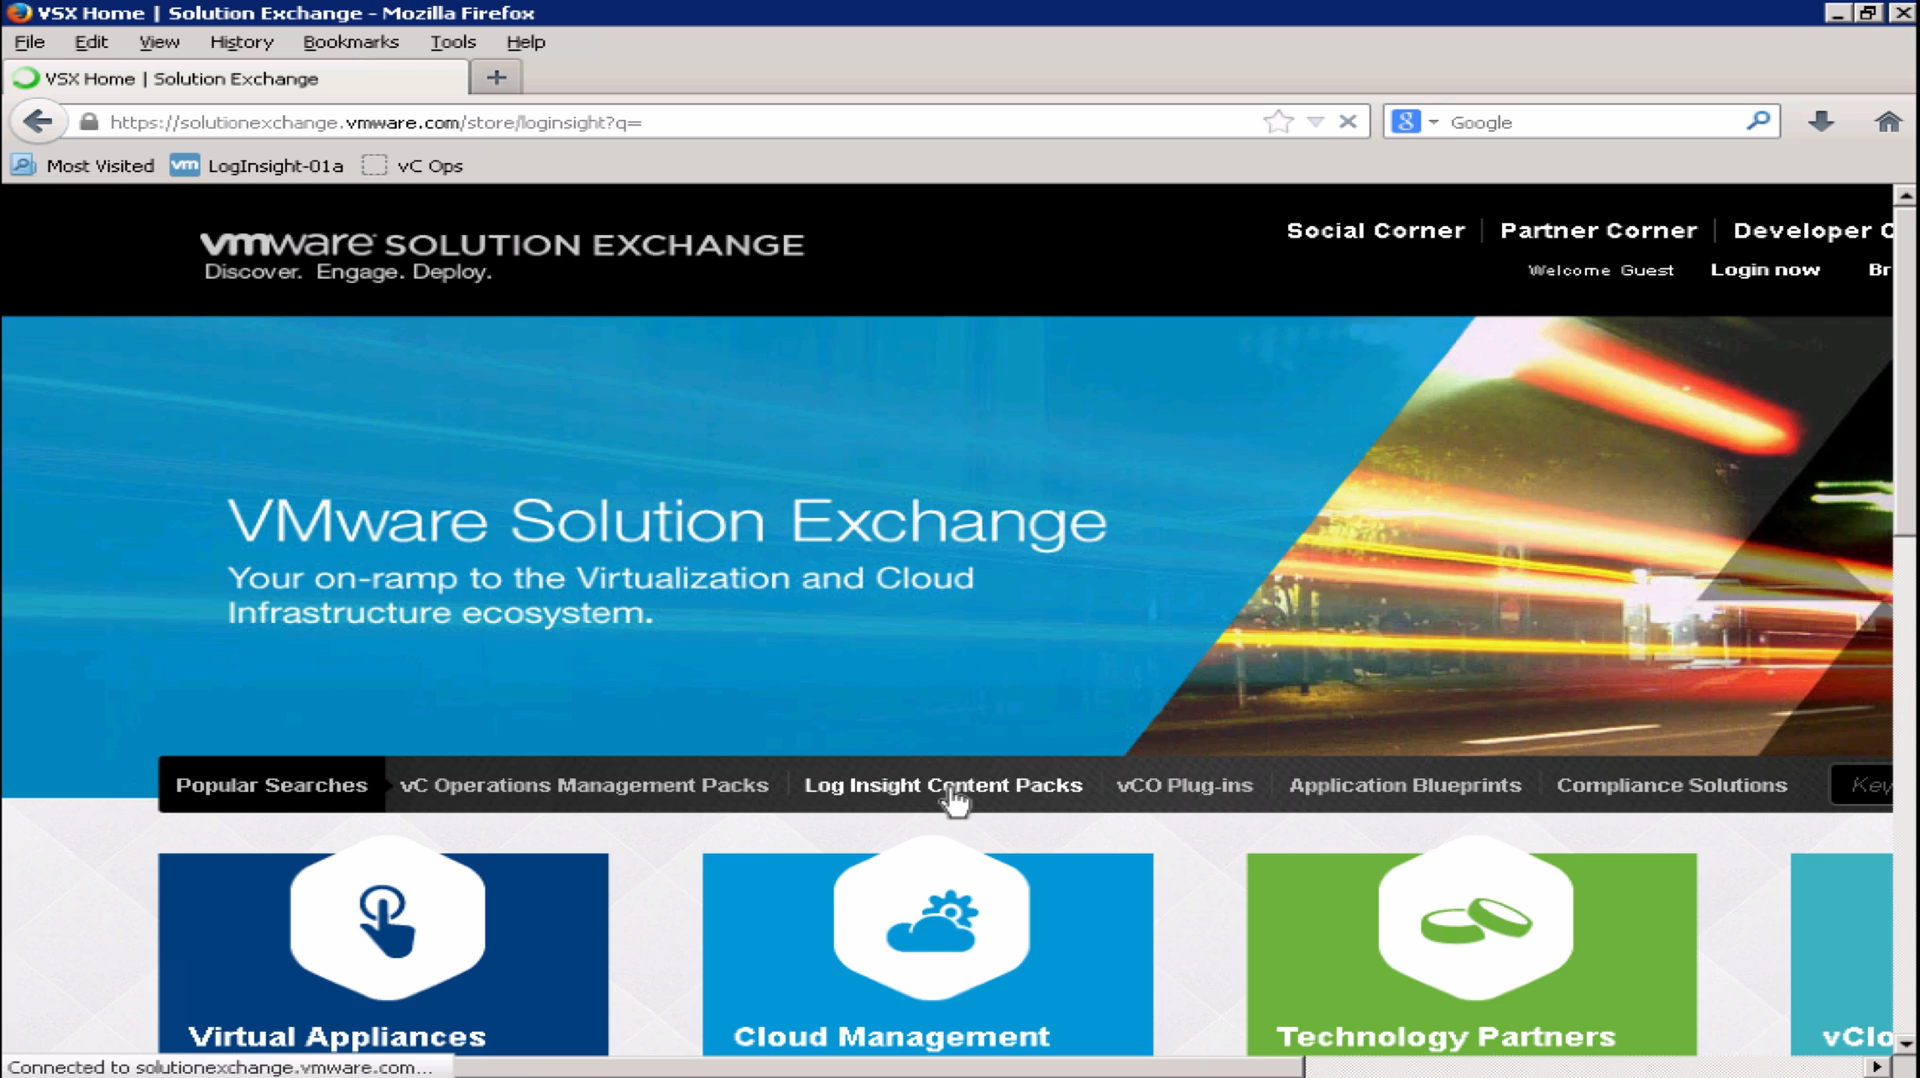 VSX Home | Solution Exchange - Mozilla Firefox
File Edit View History Bookmarks Tools Help
VSX Home | Solution Exchange
https://solutionexchange.vmware.com/store/loginsight?q=
Google
Most Visited LogInsight-01a vC Ops
vmware SOLUTION EXCHANGE
Discover. Engage. Deploy.
Social Corner Partner Corner Developer C
Welcome Guest Login now Br
VMware Solution Exchange
Your on-ramp to the Virtualization and Cloud
Infrastructure ecosystem.
Popular Searches vC Operations Management Packs Log Insight Content Packs vCO Plug-ins Application Blueprints Compliance Solutions Key
Virtual Appliances Cloud Management Technology Partners vClo
Connected to solutionexchange.vmware.com...